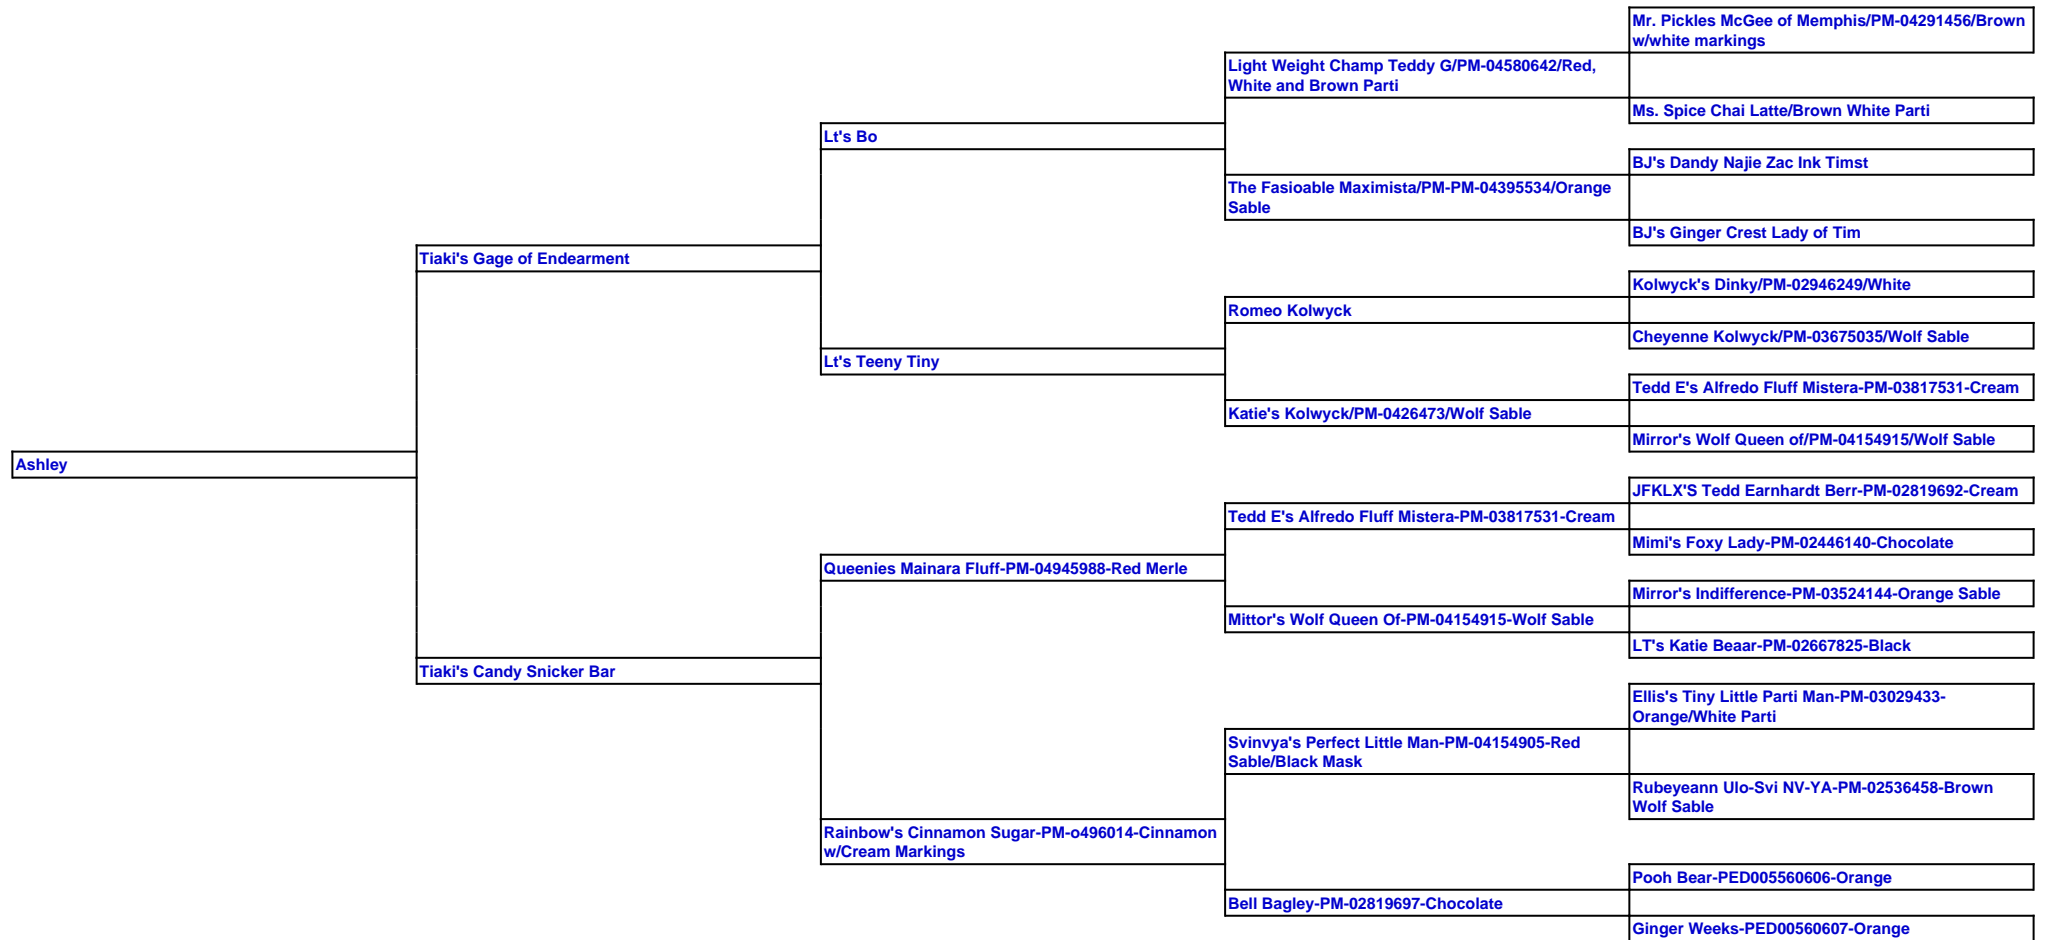 Mr. Pickles McGee of Memphis/PM-04291456/Brown
w/white markings
Light Weight Champ Teddy G/PM-04580642/Red,
White and Brown Parti
Ms. Spice Chai Latte/Brown White Parti
Lt's Bo
BJ's Dandy Najie Zac Ink Timst
The Fasioable Maximista/PM-PM-04395534/Orange
Sable
BJ's Ginger Crest Lady of Tim
Tiaki's Gage of Endearment
Kolwyck's Dinky/PM-02946249/White
Romeo Kolwyck
Cheyenne Kolwyck/PM-03675035/Wolf Sable
Lt's Teeny Tiny
Tedd E's Alfredo Fluff Mistera-PM-03817531-Cream
Katie's Kolwyck/PM-0426473/Wolf Sable
Mirror's Wolf Queen of/PM-04154915/Wolf Sable
Ashley
JFKLX'S Tedd Earnhardt Berr-PM-02819692-Cream
Tedd E's Alfredo Fluff Mistera-PM-03817531-Cream
Mimi's Foxy Lady-PM-02446140-Chocolate
Queenies Mainara Fluff-PM-04945988-Red Merle
Mirror's Indifference-PM-03524144-Orange Sable
Mittor's Wolf Queen Of-PM-04154915-Wolf Sable
LT's Katie Beaar-PM-02667825-Black
Tiaki's Candy Snicker Bar
Ellis's Tiny Little Parti Man-PM-03029433-
Orange/White Parti
Svinvya's Perfect Little Man-PM-04154905-Red
Sable/Black Mask
Rubeyeann Ulo-Svi NV-YA-PM-02536458-Brown
Wolf Sable
Rainbow's Cinnamon Sugar-PM-o496014-Cinnamon
w/Cream Markings
Pooh Bear-PED005560606-Orange
Bell Bagley-PM-02819697-Chocolate
Ginger Weeks-PED00560607-Orange